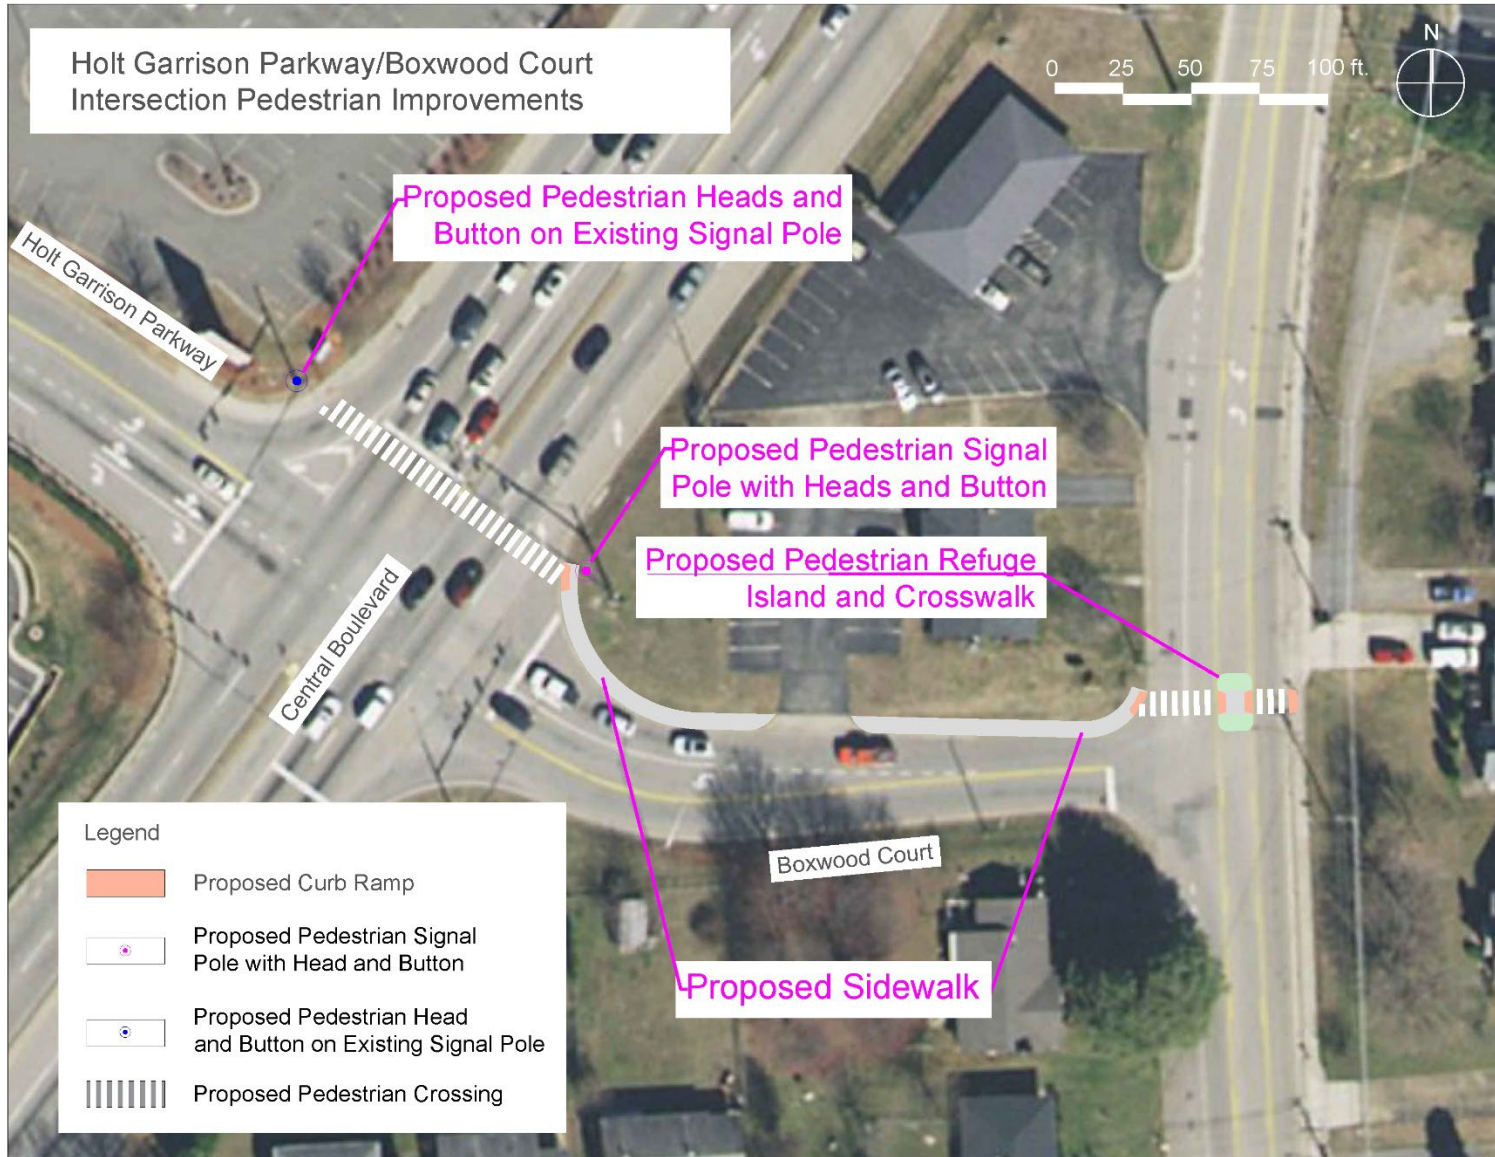 Holt Garrison Parkway/Boxwood Court
Intersection Pedestrian Improvements
0 25 50 75 100 ft.
N
Proposed Pedestrian Heads and
Button on Existing Signal Pole
Holt Garrison Parkway
Proposed Pedestrian Signal
Pole with Heads and Button
Proposed Pedestrian Refuge
Island and Crosswalk
Central Boulevard
Boxwood Court
Proposed Sidewalk
Legend
Proposed Curb Ramp
Proposed Pedestrian Signal
Pole with Head and Button
Proposed Pedestrian Head
and Button on Existing Signal Pole
Proposed Pedestrian Crossing